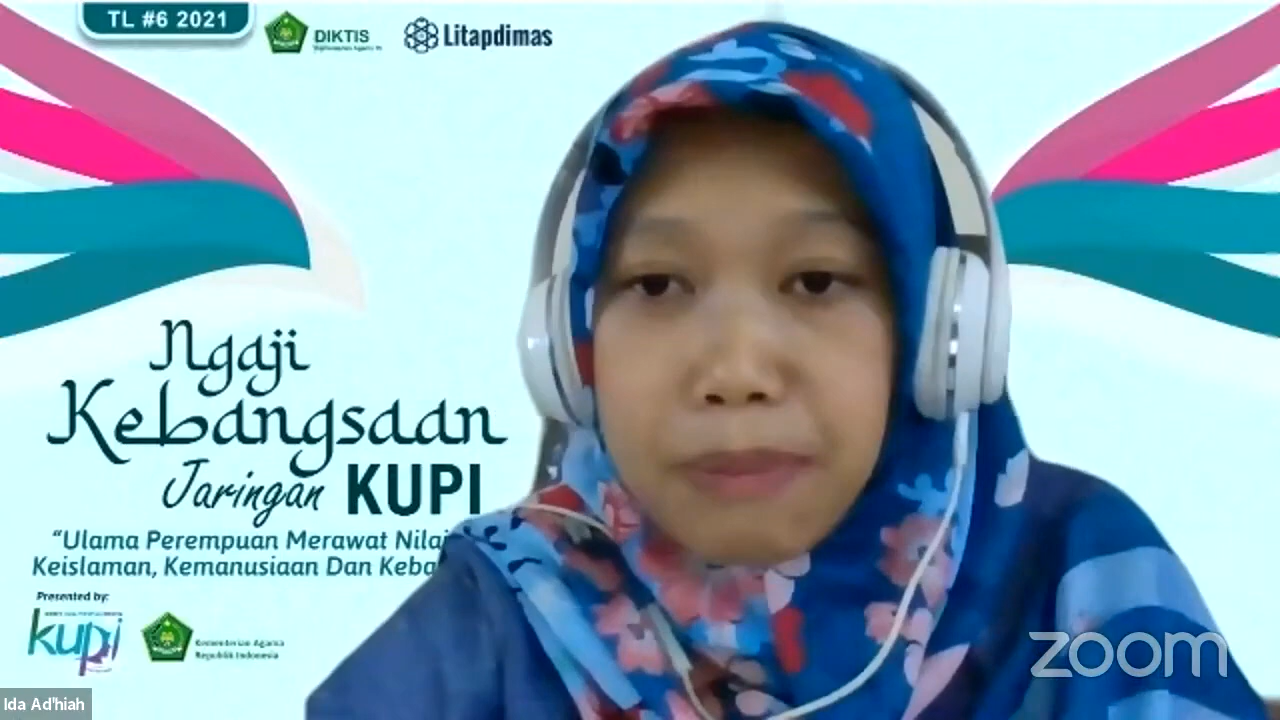 TL #6 2021
DIKTIS
Litapdimas
Ngaji
Kebangsaan
Jaringan KUPI
"Ulama Perempuan Merawat Nilai
Keislaman, Kemanusiaan Dan Keba
Presented by:
kupi
Kementerian Agama
Republik Indonesia
zoom
Ida Ad'hiah